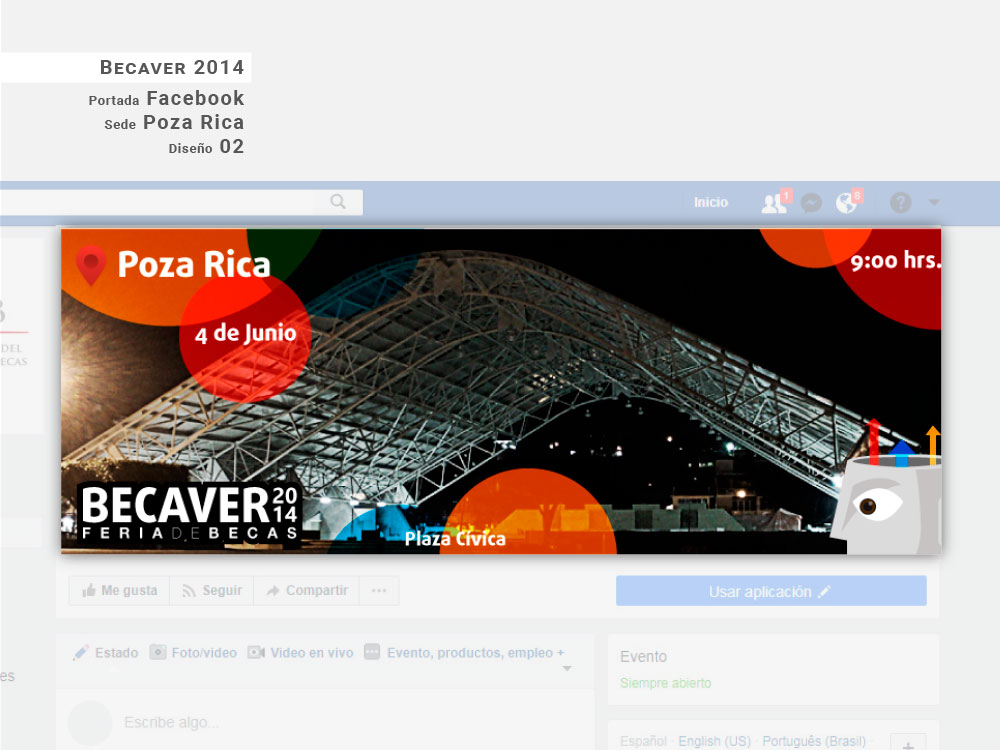 BECAVER 2014
Portada Facebook
Sede Poza Rica
Diseño 02
Inicio
1
8
?
Poza Rica
9:00 hrs.
4 de Junio
DEL
ECAS
BECAVER 2014
FERIA D.E BECAS
Plaza Cívica
Me gusta
Seguir
Compartir
Usar aplicación
Estado
Foto/video
Video en vivo
Evento, productos, empleo +
Evento
Siempre abierto
es
Escribe algo...
Español · English (US) · Português (Brasil) ·
+